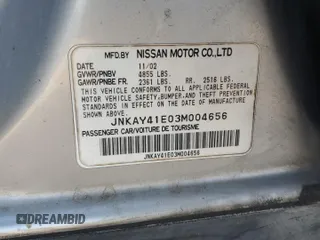 MFD.BY NISSAN MOTOR CO.,LTD
DATE 11/02
GVWR/PNBV 4855 LBS.
GAWR/PNBE FR. 2361 LBS. RR. 2518 LBS.
THIS VEHICLE CONFORMS TO ALL APPLICABLE FEDERAL
MOTOR VEHICLE SAFETY,BUMPER,AND THEFT PREVENTION
STANDARDS IN EFFECT ON THE DATE OF MANUFACTURE
SHOWN ABOVE.
JNKAY41E03M004656
PASSENGER CAR/VOITURE DE TOURISME
JNKAY41E03M004656
DREAMBID